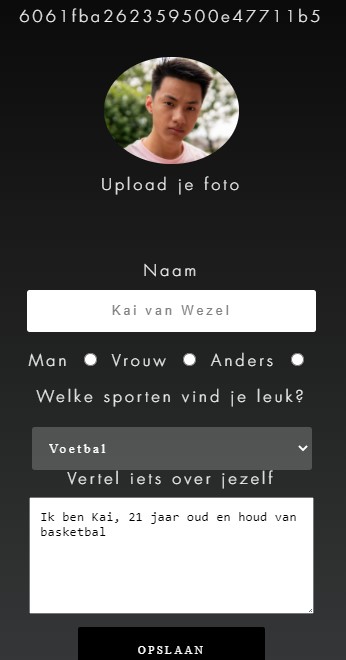 6061fba262359500e47711b5
Upload je foto
Naam
Kai van Wezel
Man Vrouw Anders
Welke sporten vind je leuk?
Voetbal
Vertel iets over jezelf
Ik ben Kai, 21 jaar oud en houd van
basketbal
OPSLAAN